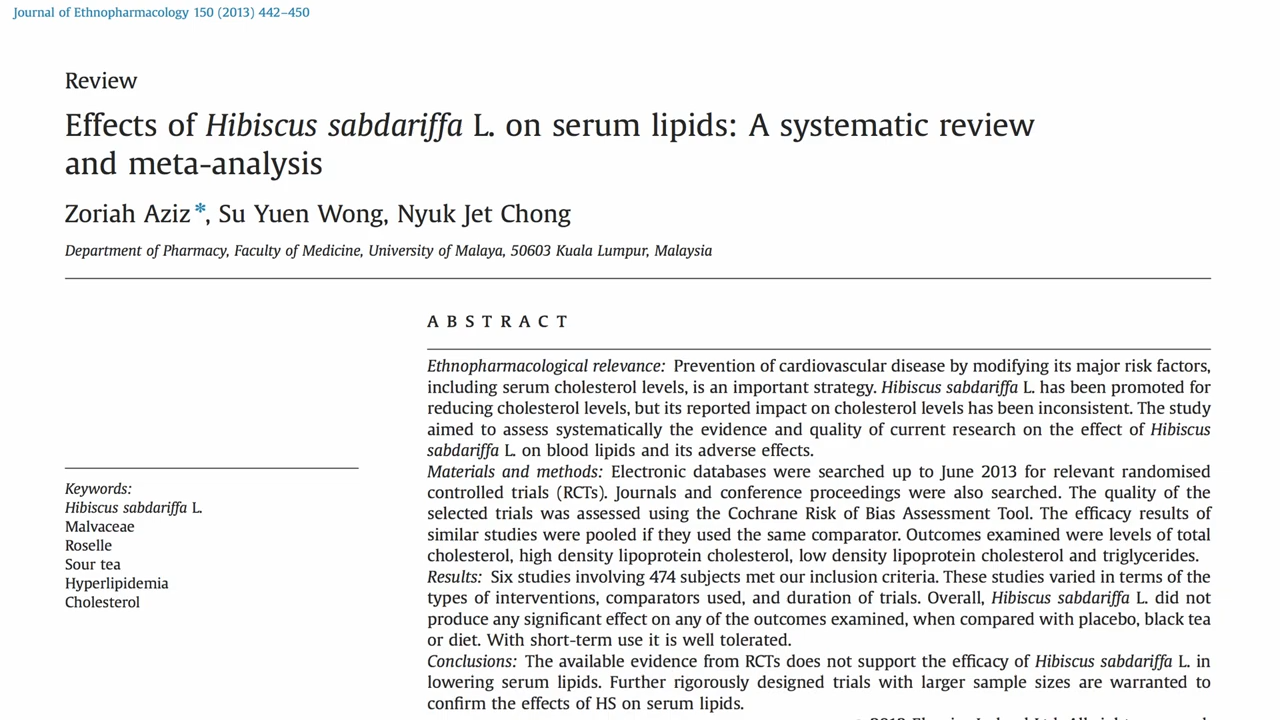 Journal of Ethnopharmacology 150 (2013) 442–450
Review
Effects of Hibiscus sabdariffa L. on serum lipids: A systematic review
and meta-analysis
Zoriah Aziz*, Su Yuen Wong, Nyuk Jet Chong
Department of Pharmacy, Faculty of Medicine, University of Malaya, 50603 Kuala Lumpur, Malaysia
Keywords:
Hibiscus sabdariffa L.
Malvaceae
Roselle
Sour tea
Hyperlipidemia
Cholesterol
ABSTRACT
Ethnopharmacological relevance: Prevention of cardiovascular disease by modifying its major risk factors,
including serum cholesterol levels, is an important strategy. Hibiscus sabdariffa L. has been promoted for
reducing cholesterol levels, but its reported impact on cholesterol levels has been inconsistent. The study
aimed to assess systematically the evidence and quality of current research on the effect of Hibiscus
sabdariffa L. on blood lipids and its adverse effects.
Materials and methods: Electronic databases were searched up to June 2013 for relevant randomised
controlled trials (RCTs). Journals and conference proceedings were also searched. The quality of the
selected trials was assessed using the Cochrane Risk of Bias Assessment Tool. The efficacy results of
similar studies were pooled if they used the same comparator. Outcomes examined were levels of total
cholesterol, high density lipoprotein cholesterol, low density lipoprotein cholesterol and triglycerides.
Results: Six studies involving 474 subjects met our inclusion criteria. These studies varied in terms of the
types of interventions, comparators used, and duration of trials. Overall, Hibiscus sabdariffa L. did not
produce any significant effect on any of the outcomes examined, when compared with placebo, black tea
or diet. With short-term use it is well tolerated.
Conclusions: The available evidence from RCTs does not support the efficacy of Hibiscus sabdariffa L. in
lowering serum lipids. Further rigorously designed trials with larger sample sizes are warranted to
confirm the effects of HS on serum lipids.